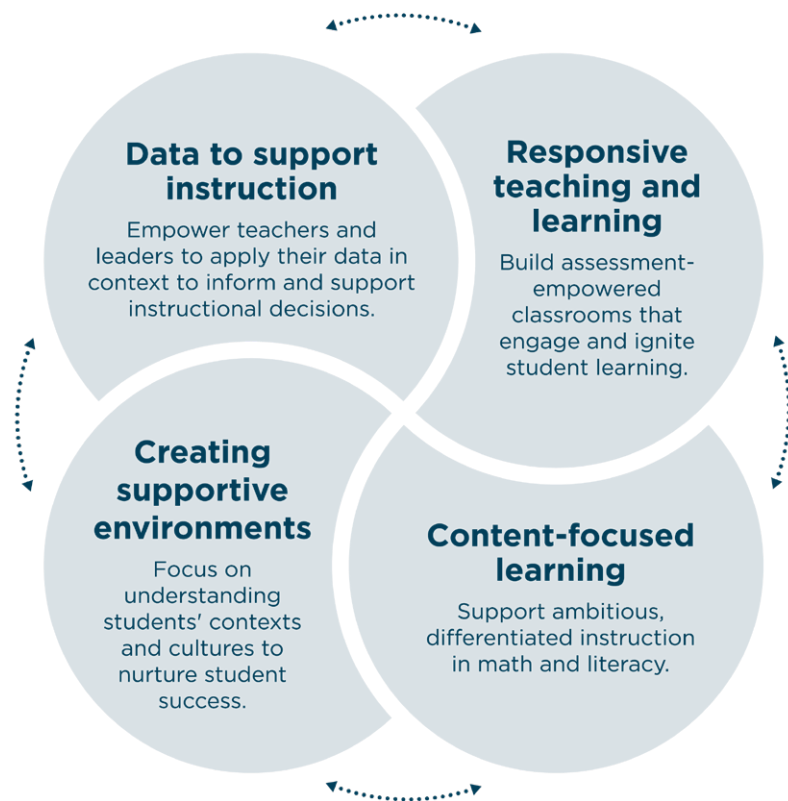 Data to support
instruction
Empower teachers and
leaders to apply their data in
context to inform and support
instructional decisions.
Responsive
teaching and
learning
Build assessment-
empowered
classrooms that
engage and ignite
student learning.
Creating
supportive
environments
Focus on
understanding
students' contexts
and cultures to
nurture student
success.
Content-focused
learning
Support ambitious,
differentiated instruction
in math and literacy.